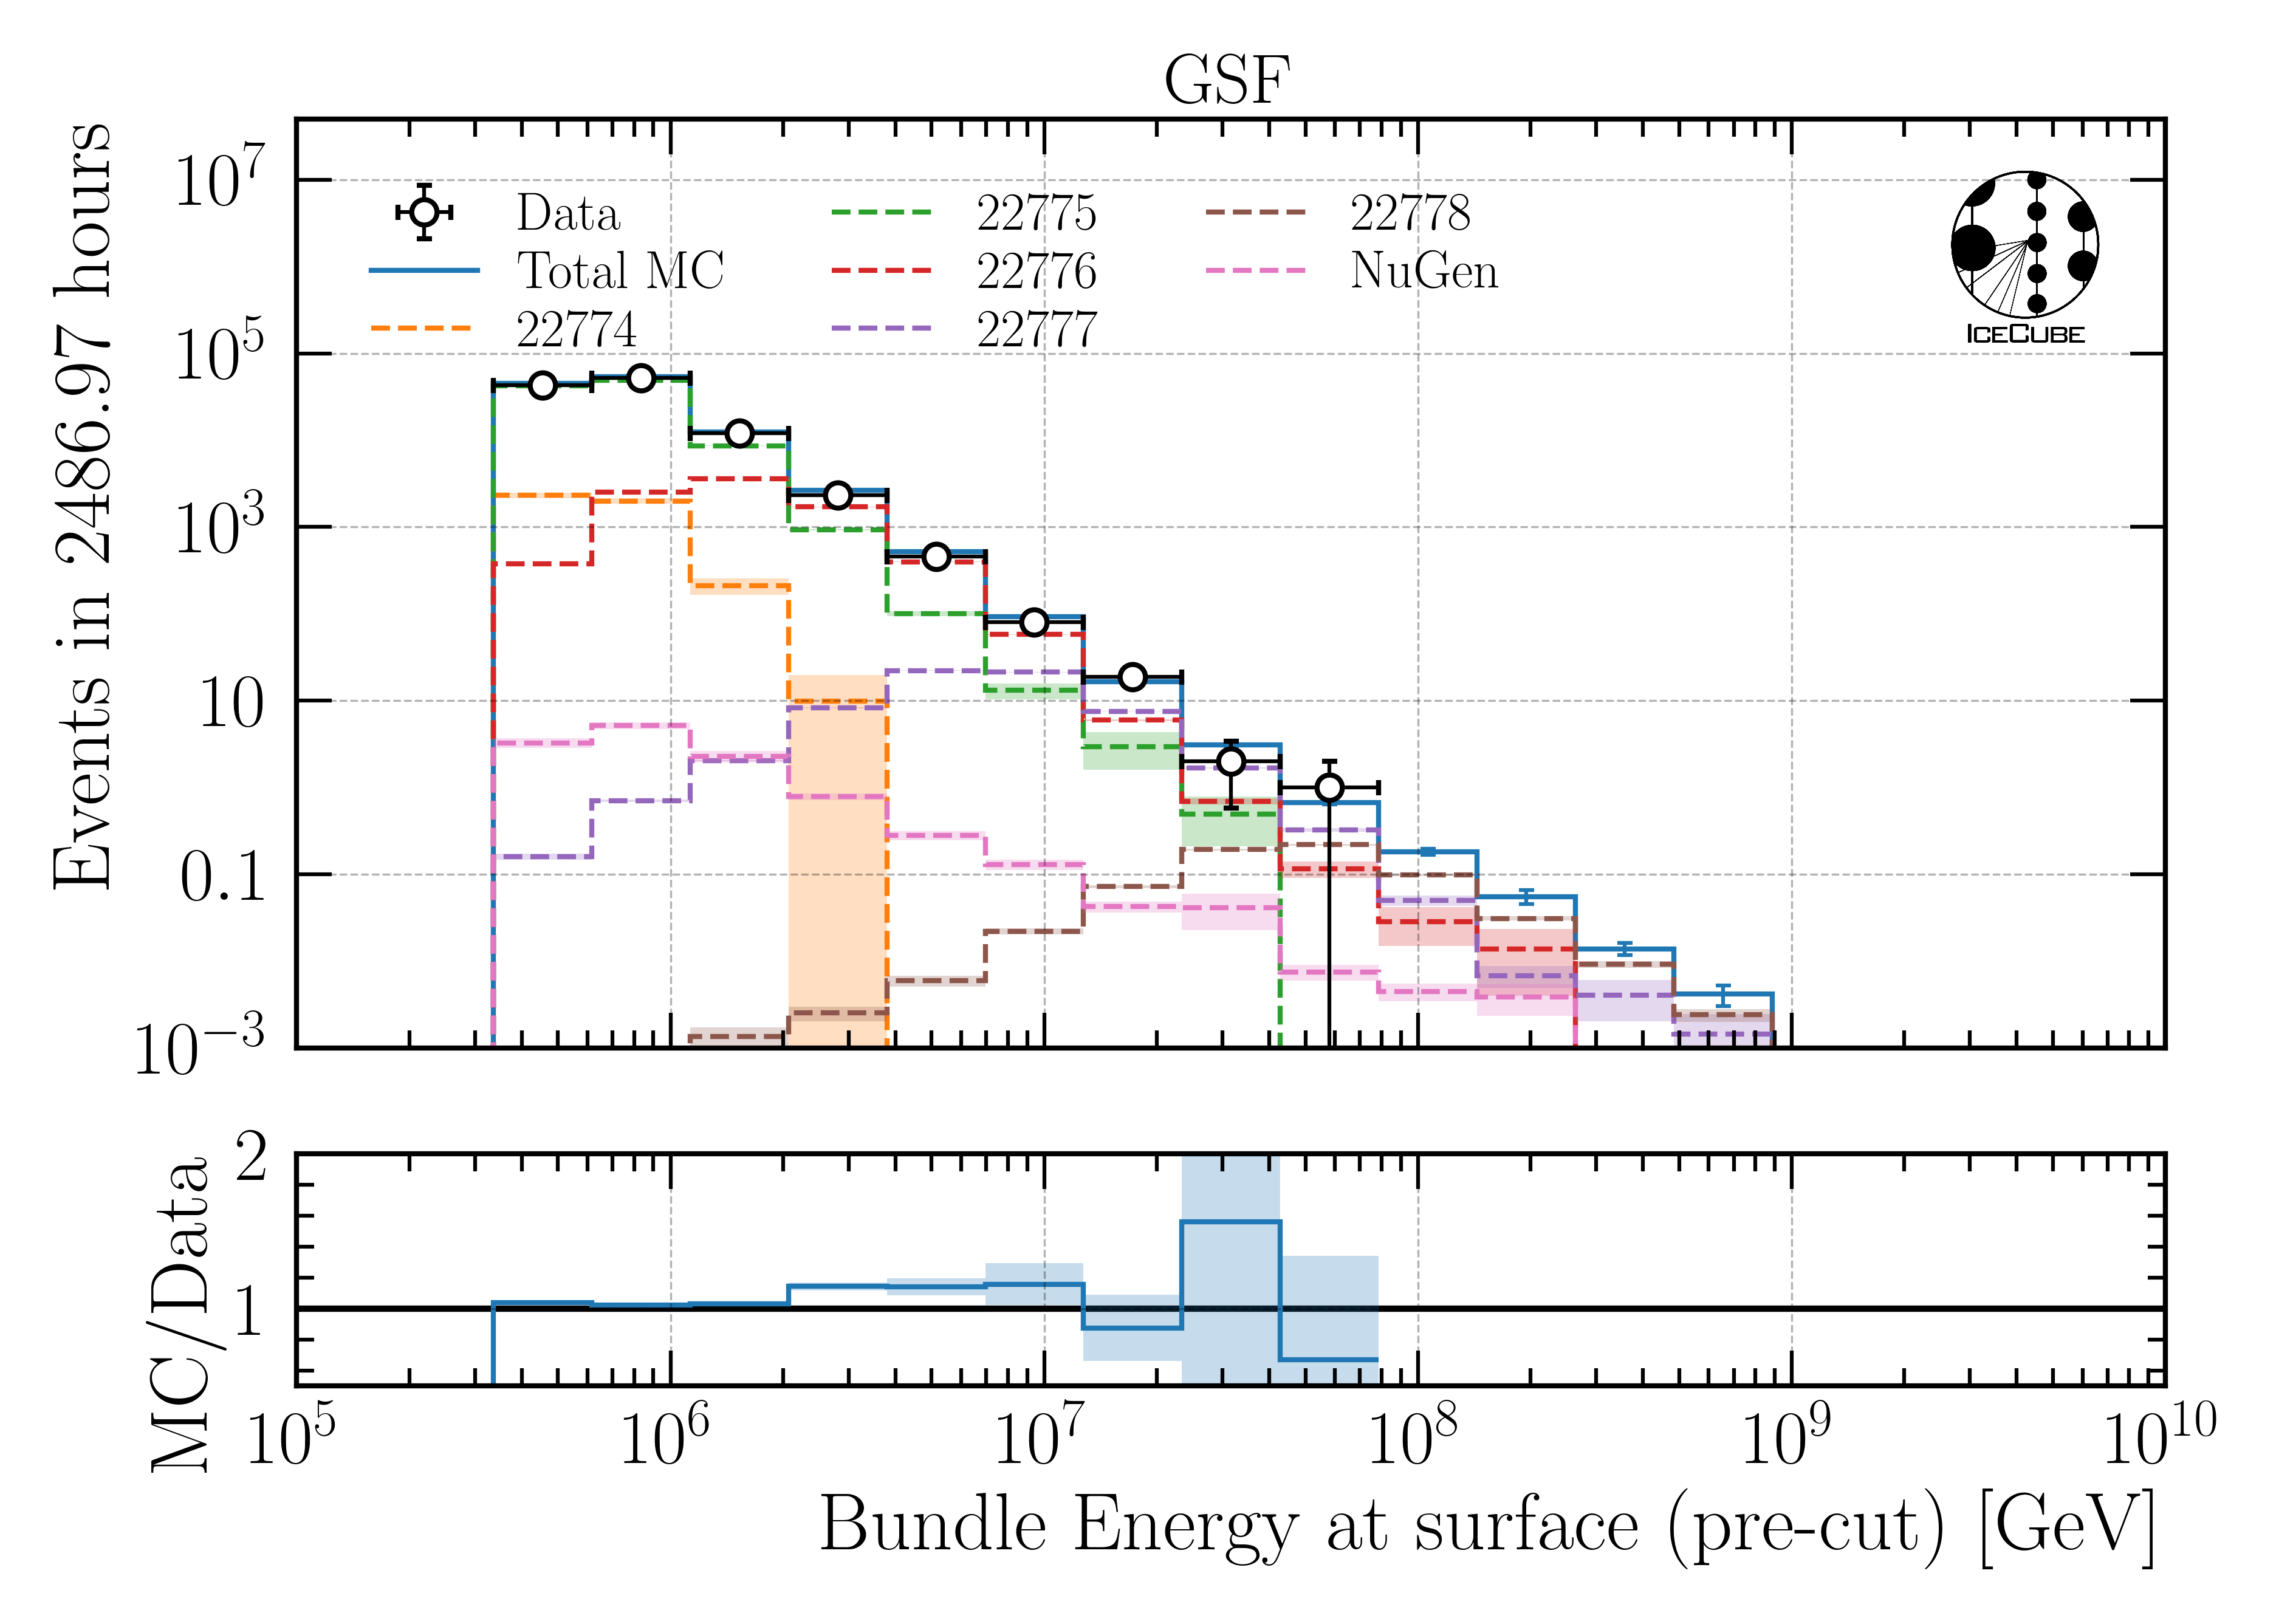 GSF
Events in 2486.97 hours
10^7
10^5
10^3
10
0.1
10^−3
Data
Total MC
22774
22775
22776
22777
22778
NuGen
ICECUBE
MC/Data
2
1
10^5 10^6 10^7 10^8 10^9 10^10
Bundle Energy at surface (pre-cut) [GeV]